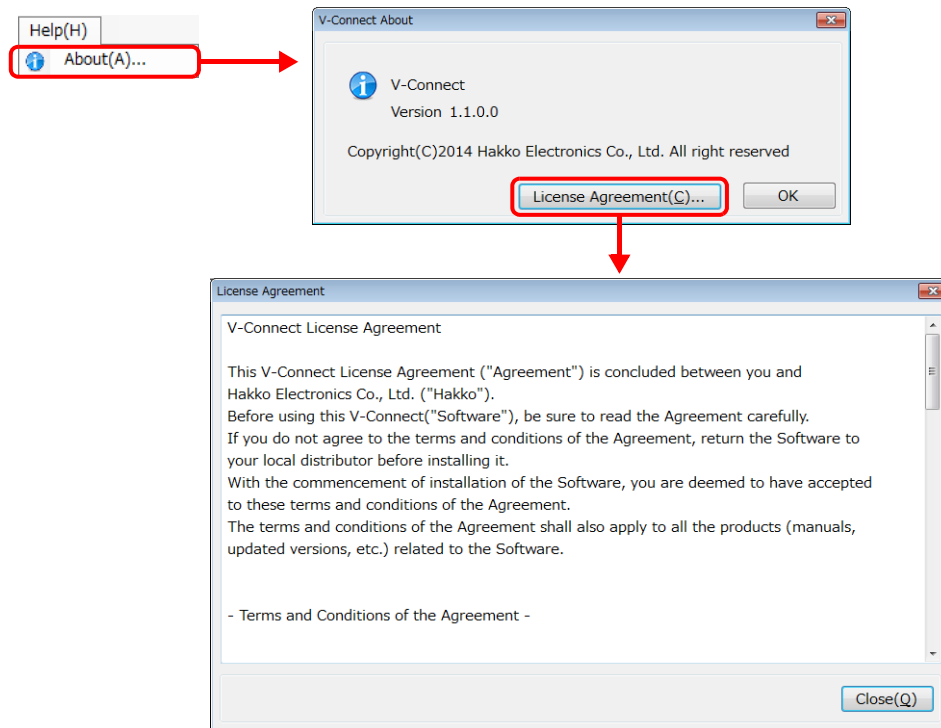 Help(H)
About(A)...
V-Connect About
V-Connect
Version 1.1.0.0
Copyright(C)2014 Hakko Electronics Co., Ltd. All right reserved
License Agreement(C)...
OK
License Agreement
V-Connect License Agreement
This V-Connect License Agreement ("Agreement") is concluded between you and
Hakko Electronics Co., Ltd. ("Hakko").
Before using this V-Connect("Software"), be sure to read the Agreement carefully.
If you do not agree to the terms and conditions of the Agreement, return the Software to
your local distributor before installing it.
With the commencement of installation of the Software, you are deemed to have accepted
to these terms and conditions of the Agreement.
The terms and conditions of the Agreement shall also apply to all the products (manuals,
updated versions, etc.) related to the Software.
- Terms and Conditions of the Agreement -
Close(Q)